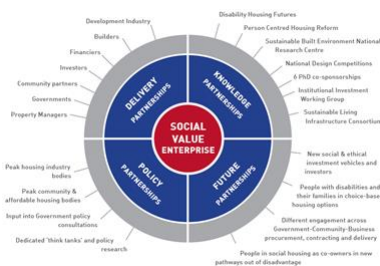 Development Industry
Builders
Financiers
Investors
Community partners
Governments
Property Managers
Disability Housing Futures
Person Centred Housing Reform
Sustainable Built Environment National
Research Centre
National Design Competitions
6 PhD co-sponsorships
Institutional Investment
Working Group
Sustainable Living
Infrastructure Consortium
DELIVERY
PARTNERSHIPS
KNOWLEDGE
PARTNERSHIPS
SOCIAL
VALUE
ENTERPRISE
POLICY
PARTNERSHIPS
FUTURE
PARTNERSHIPS
Peak housing industry
bodies
Peak community &
affordable housing bodies
Input into Government policy
consultations
Dedicated 'think tanks' and policy
research
New social & ethical
investment vehicles and
investors
People with disabilities and
their families in choice-base
housing options
Different engagement across
Government-Community-Business
procurement, contracting and delivery
People in social housing as co-owners in new
pathways out of disadvantage